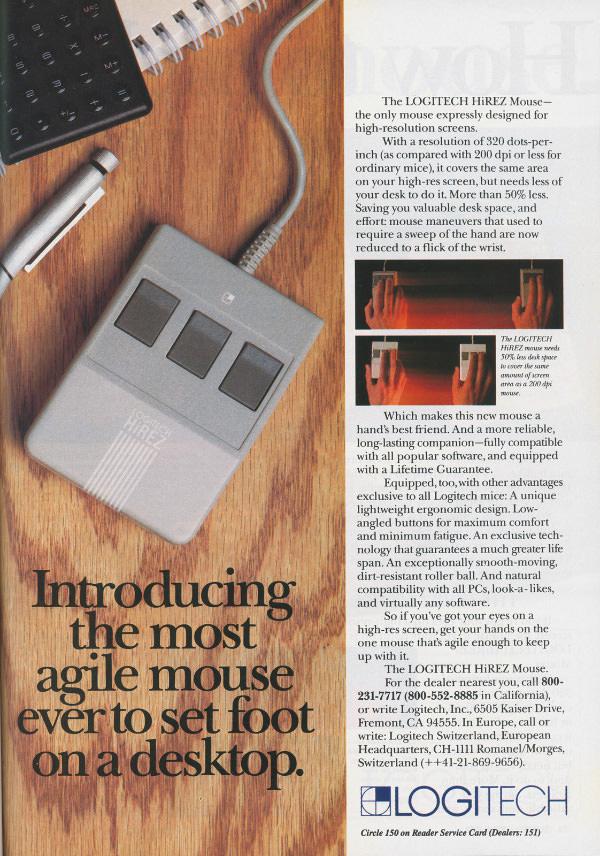 LOGITECH
HiREZ
Introducing
the most
agile mouse
ever to set foot
on a desktop.
The LOGITECH HiREZ Mouse—
the only mouse expressly designed for
high-resolution screens.
With a resolution of 320 dots-per-
inch (as compared with 200 dpi or less for
ordinary mice), it covers the same area
on your high-res screen, but needs less of
your desk to do it. More than 50% less.
Saving you valuable desk space, and
effort: mouse maneuvers that used to
require a sweep of the hand are now
reduced to a flick of the wrist.
The LOGITECH
HiREZ mouse needs
50% less desk space
to cover the same
amount of screen
area as a 200 dpi
mouse.
Which makes this new mouse a
hand's best friend. And a more reliable,
long-lasting companion—fully compatible
with all popular software, and equipped
with a Lifetime Guarantee.
Equipped, too, with other advantages
exclusive to all Logitech mice: A unique
lightweight ergonomic design. Low-
angled buttons for maximum comfort
and minimum fatigue. An exclusive tech-
nology that guarantees a much greater life
span. An exceptionally smooth-moving,
dirt-resistant roller ball. And natural
compatibility with all PCs, look-a-likes,
and virtually any software.
So if you've got your eyes on a
high-res screen, get your hands on the
one mouse that's agile enough to keep
up with it.
The LOGITECH HiREZ Mouse.
For the dealer nearest you, call 800-
231-7717 (800-552-8885 in California),
or write Logitech, Inc., 6505 Kaiser Drive,
Fremont, CA 94555. In Europe, call or
write: Logitech Switzerland, European
Headquarters, CH-1111 Romanel/Morges,
Switzerland (++41-21-869-9656).
LOGITECH
Circle 150 on Reader Service Card (Dealers: 151)